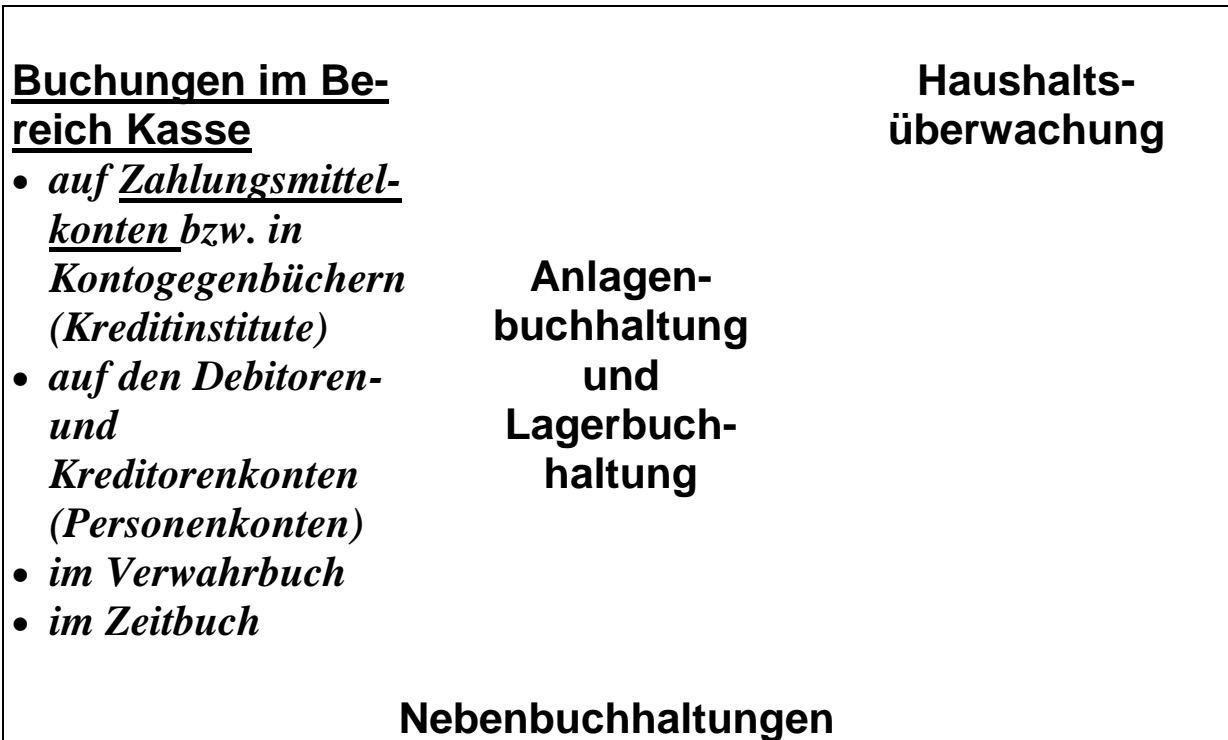 Buchungen im Be-
reich Kasse
• auf Zahlungsmittel-
konten bzw. in
Kontogegenbüchern
(Kreditinstitute)
• auf den Debitoren-
und
Kreditorenkonten
(Personenkonten)
• im Verwahrbuch
• im Zeitbuch
Anlagen-
buchhaltung
und
Lagerbuch-
haltung
Haushalts-
überwachung
Nebenbuchhaltungen